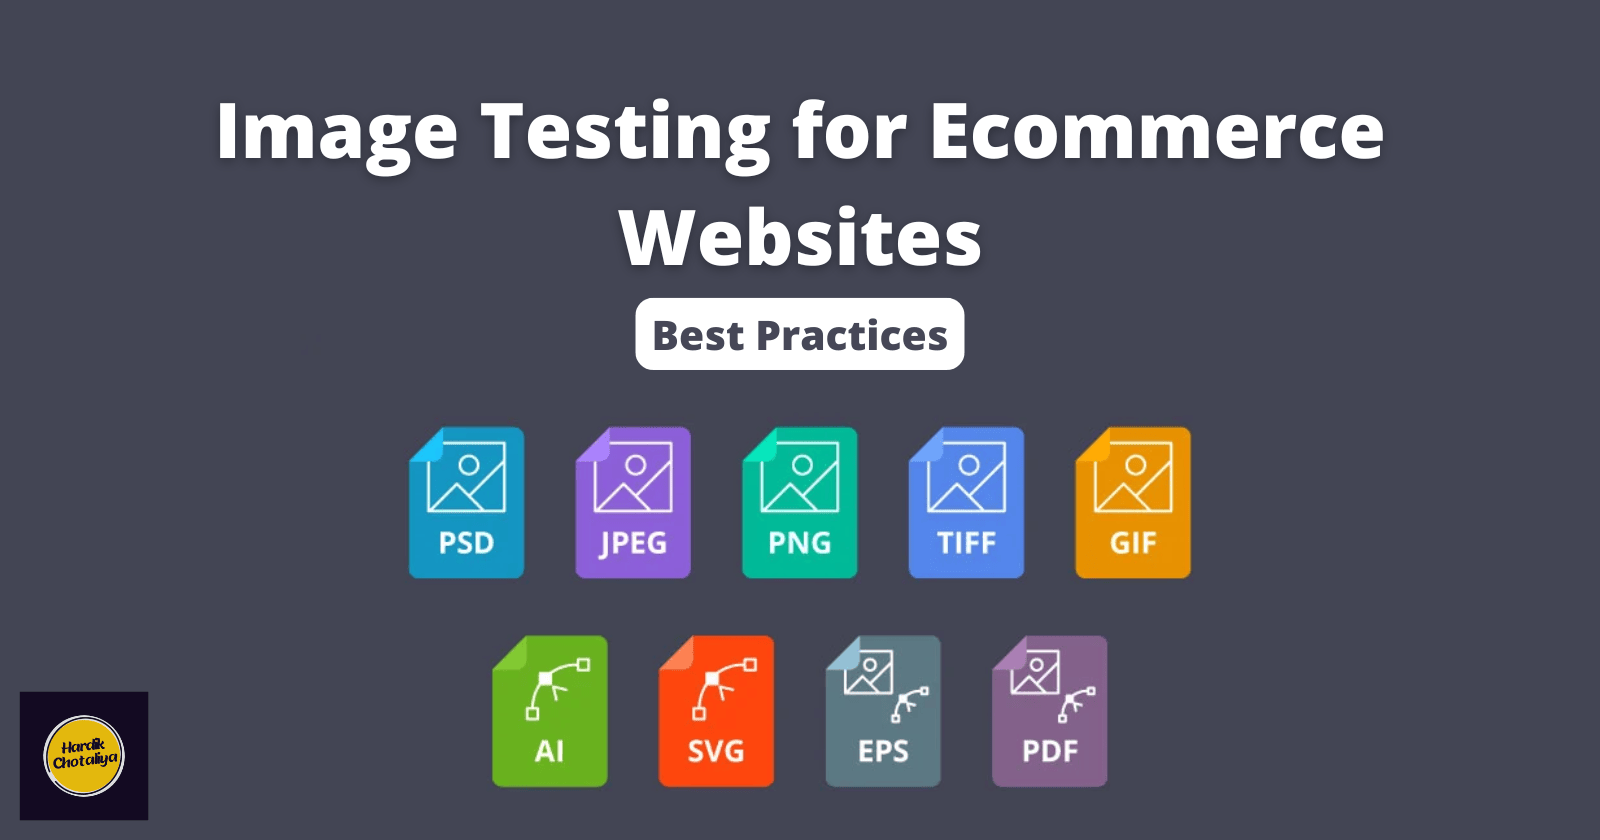 Image Testing for Ecommerce
Websites
Best Practices
PSD
JPEG
PNG
TIFF
GIF
AI
SVG
EPS
PDF
Hardik
Chotaliya